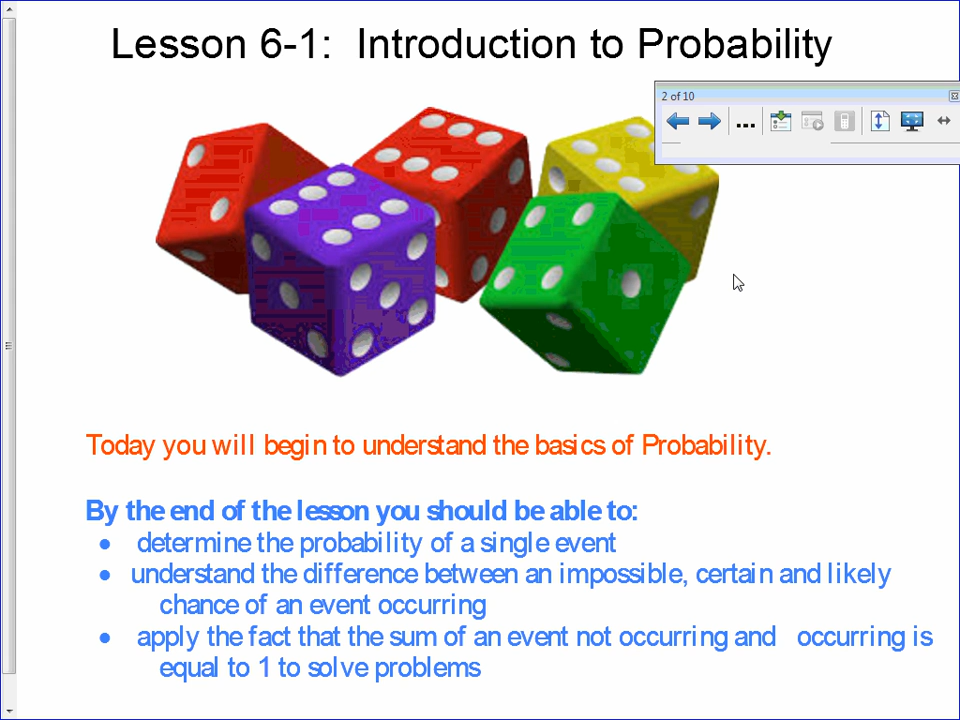 Lesson 6-1: Introduction to Probability
2 of 10
Today you will begin to understand the basics of Probability.
By the end of the lesson you should be able to:
• determine the probability of a single event
• understand the difference between an impossible, certain and likely
chance of an event occurring
• apply the fact that the sum of an event not occurring and occurring is
equal to 1 to solve problems